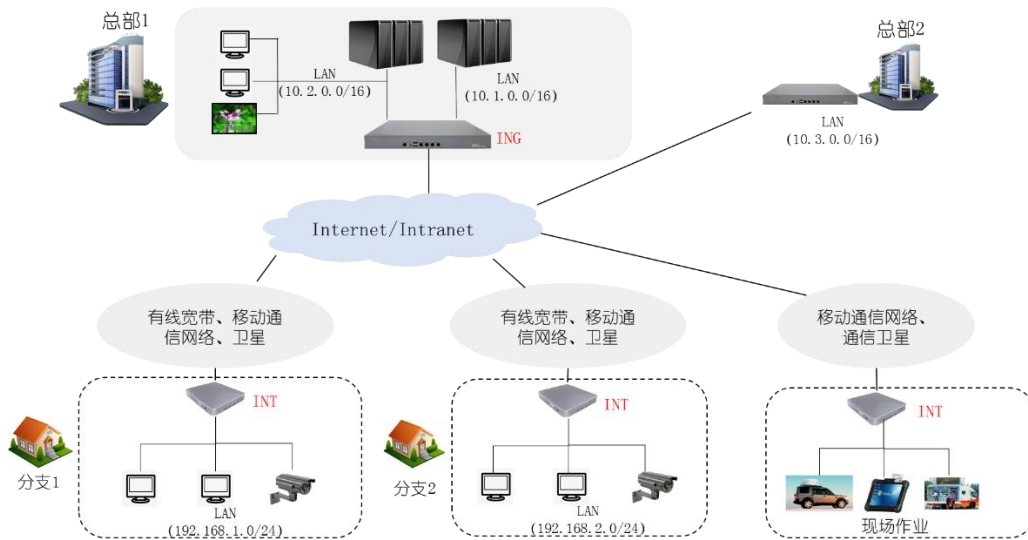 总部1
LAN
(10.2.0.0/16)
LAN
(10.1.0.0/16)
ING
总部2
LAN
(10.3.0.0/16)
Internet/Intranet
有线宽带、移动通
信网络、卫星
有线宽带、移动通
信网络、卫星
移动通信网络、
通信卫星
INT
分支1
LAN
(192.168.1.0/24)
INT
分支2
LAN
(192.168.2.0/24)
INT
现场作业